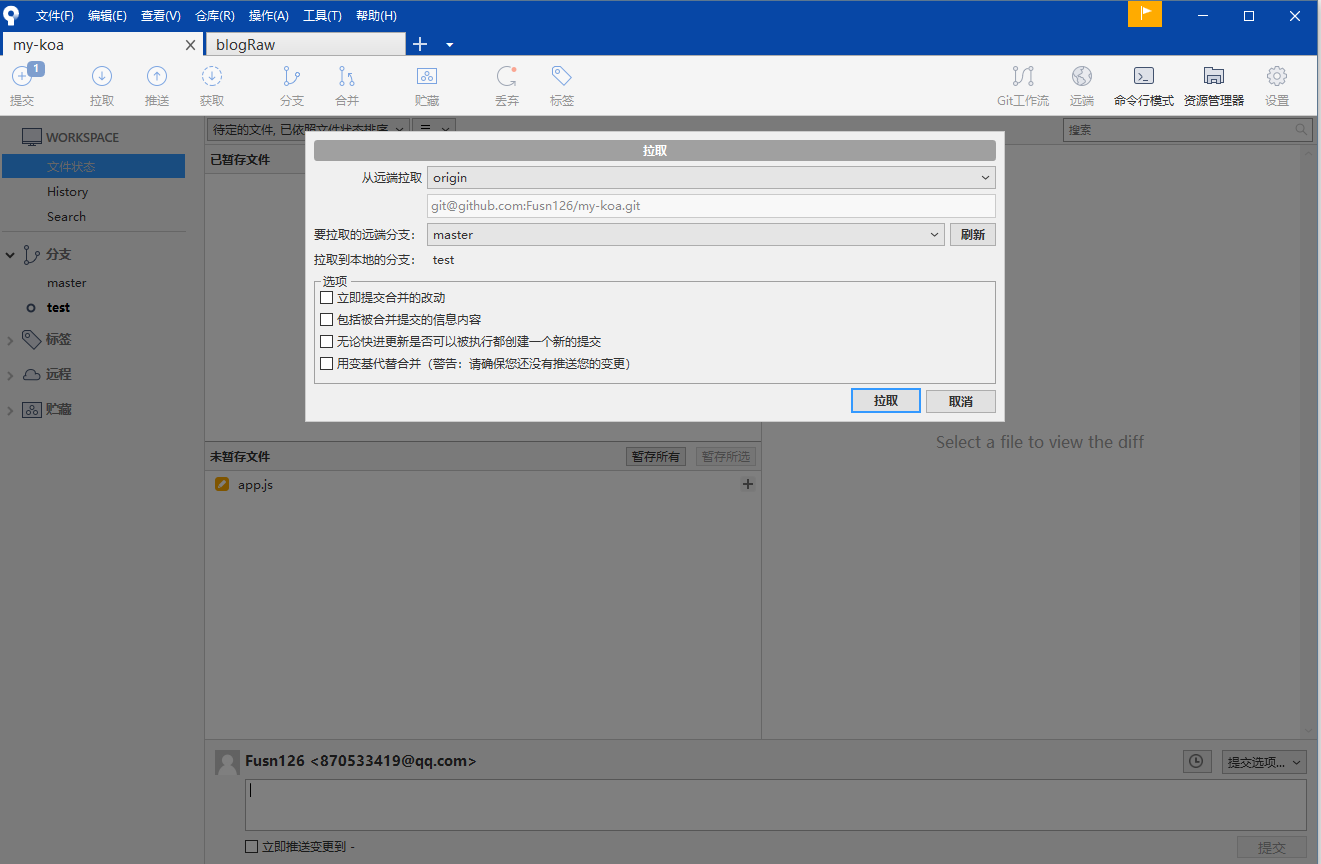 文件(F) 编辑(E) 查看(V) 仓库(R) 操作(A) 工具(T) 帮助(H)
my-koa blogRaw
1
提交 拉取 推送 获取 分支 合并 贮藏 丢弃 标签 Git工作流 远端 命令行模式 资源管理器 设置
WORKSPACE
文件状态
History
Search
分支
master
test
标签
远程
贮藏
待定的文件, 已依照文件状态排序
搜索
已暂存文件
拉取
从远端拉取 origin
git@github.com:Fusn126/my-koa.git
要拉取的远端分支: master 刷新
拉取到本地的分支: test
选项
立即提交合并的改动
包括被合并提交的信息内容
无论快进更新是否可以被执行都创建一个新的提交
用变基代替合并（警告：请确保您还没有推送您的变更）
拉取 取消
Select a file to view the diff
未暂存文件 暂存所有 暂存所选
app.js
Fusn126 <870533419@qq.com>
提交选项...
立即推送变更到 -
提交